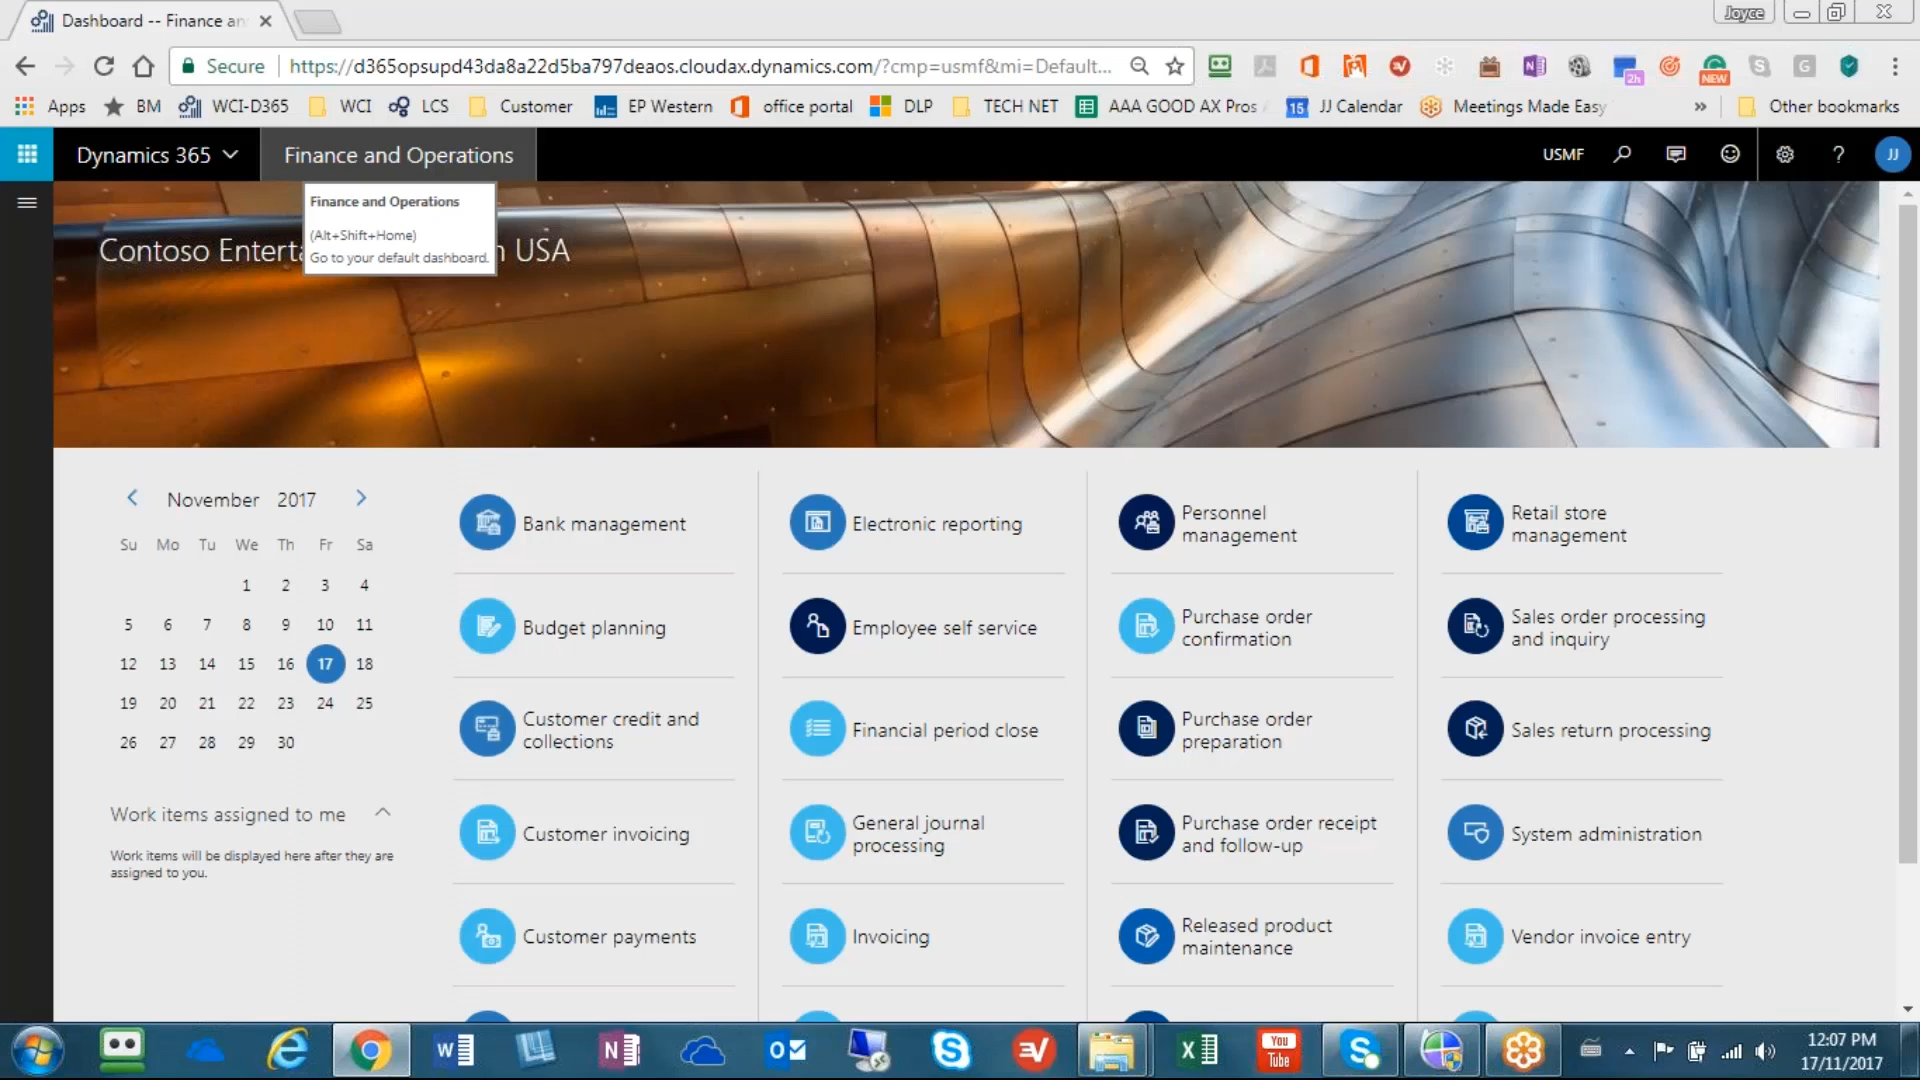 Dashboard -- Finance an
Joyce
Secure
https://d365opsupd43da8a22d5ba797deaos.cloudax.dynamics.com/?cmp=usmf&mi=Default...
2h
NEW
Apps
BM
WCI-D365
WCI
LCS
Customer
EP Western
office portal
DLP
TECH NET
AAA GOOD AX Pros
15
JJ Calendar
Meetings Made Easy
»
Other bookmarks
Dynamics 365
Finance and Operations
USMF
?
JJ
Finance and Operations
(Alt+Shift+Home)
Go to your default dashboard.
Contoso Enterta
n USA
November 2017
Su Mo Tu We Th Fr Sa
1 2 3 4
5 6 7 8 9 10 11
12 13 14 15 16 17 18
19 20 21 22 23 24 25
26 27 28 29 30
Work items assigned to me
Work items will be displayed here after they are
assigned to you.
Bank management
Budget planning
Customer credit and
collections
Customer invoicing
Customer payments
Electronic reporting
Employee self service
Financial period close
General journal
processing
Invoicing
Personnel
management
Purchase order
confirmation
Purchase order
preparation
Purchase order receipt
and follow-up
Released product
maintenance
Retail store
management
Sales order processing
and inquiry
Sales return processing
System administration
Vendor invoice entry
You
Tube
12:07 PM
17/11/2017